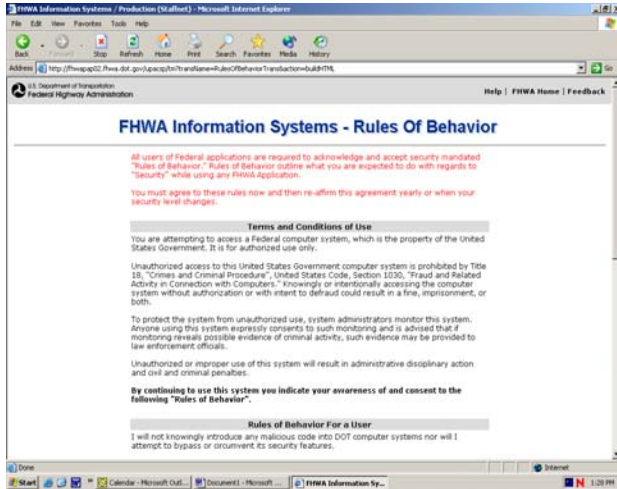 FHWA Information Systems / Production (Staffnet) - Microsoft Internet Explorer
File Edit View Favorites Tools Help
Back Forward Stop Refresh Home Print Search Favorites Media History
Address http://fhwapap02.fhwa.dot.gov/upacsp/tm?transName=RulesOfBehaviorTrans&action=buildHTML Go
U.S. Department of Transportation
Federal Highway Administration
Help | FHWA Home | Feedback
FHWA Information Systems - Rules Of Behavior
All users of Federal applications are required to acknowledge and accept security mandated
"Rules of Behavior." Rules of Behavior outline what you are expected to do with regards to
"Security" while using any FHWA Application.
You must agree to these rules now and then re-affirm this agreement yearly or when your
security level changes.
Terms and Conditions of Use
You are attempting to access a Federal computer system, which is the property of the United
States Government. It is for authorized use only.
Unauthorized access to this United States Government computer system is prohibited by Title
18, "Crimes and Criminal Procedure", United States Code, Section 1030, "Fraud and Related
Activity in Connection with Computers." Knowingly or intentionally accessing the computer
system without authorization or with intent to defraud could result in a fine, imprisonment, or
both.
To protect the system from unauthorized use, system administrators monitor this system.
Anyone using this system expressly consents to such monitoring and is advised that if
monitoring reveals possible evidence of criminal activity, such evidence may be provided to
law enforcement officials.
Unauthorized or improper use of this system will result in administrative disciplinary action
and civil and criminal penalties.
By continuing to use this system you indicate your awareness of and consent to the
following "Rules of Behavior".
Rules of Behavior For a User
I will not knowingly introduce any malicious code into DOT computer systems nor will I
attempt to bypass or circumvent its security features.
Done Internet
Start Calendar - Microsoft Outl... Document1 - Microsoft ... FHWA Information Sy... N 1:28 PM